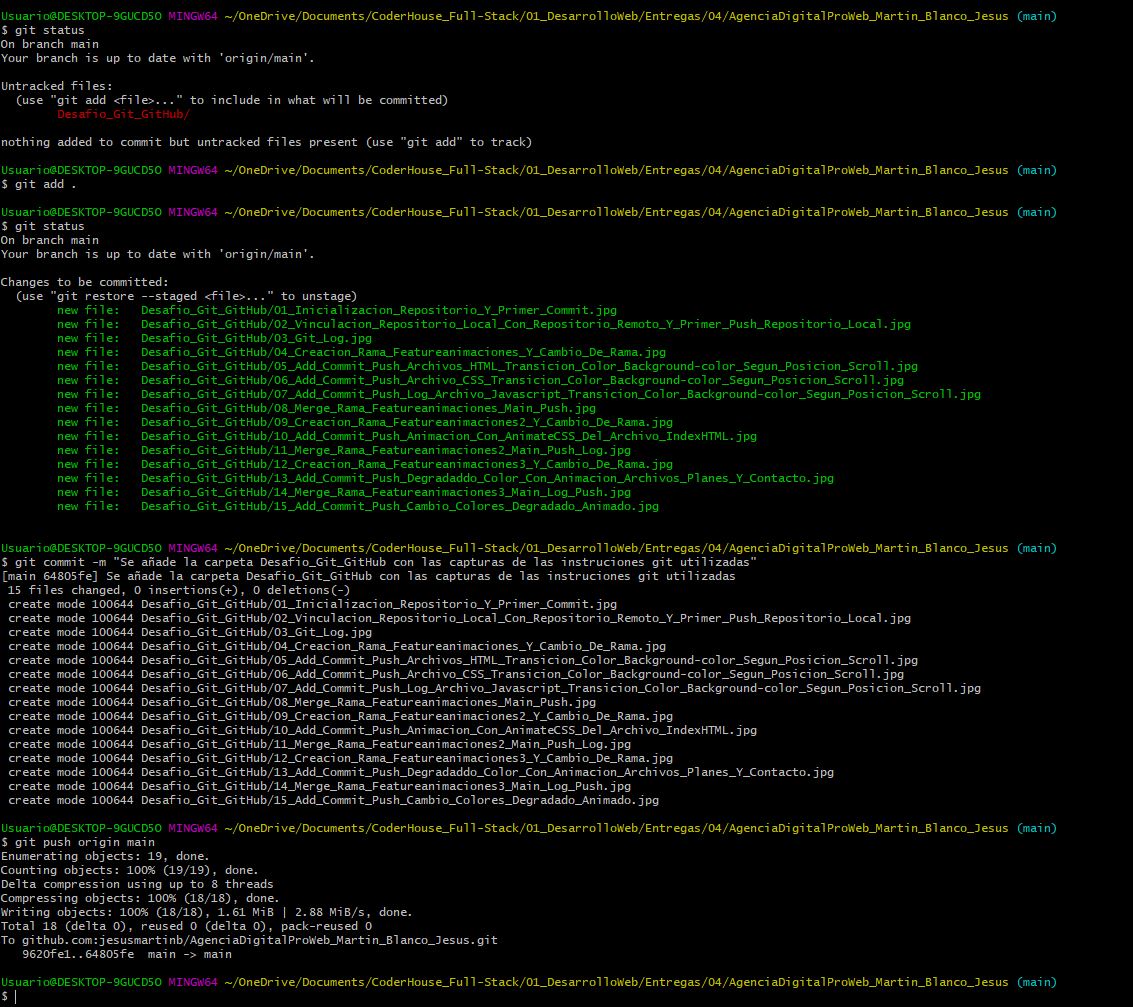 Usuario@DESKTOP-9GUCD5O MINGW64 ~/OneDrive/Documents/CoderHouse_Full-Stack/01_DesarrolloWeb/Entregas/04/AgenciaDigitalProWeb_Martin_Blanco_Jesus (main)
$ git status
On branch main
Your branch is up to date with 'origin/main'.
Untracked files:
(use "git add <file>..." to include in what will be committed)
Desafio_Git_GitHub/
nothing added to commit but untracked files present (use "git add" to track)
Usuario@DESKTOP-9GUCD5O MINGW64 ~/OneDrive/Documents/CoderHouse_Full-Stack/01_DesarrolloWeb/Entregas/04/AgenciaDigitalProWeb_Martin_Blanco_Jesus (main)
$ git add .
Usuario@DESKTOP-9GUCD5O MINGW64 ~/OneDrive/Documents/CoderHouse_Full-Stack/01_DesarrolloWeb/Entregas/04/AgenciaDigitalProWeb_Martin_Blanco_Jesus (main)
$ git status
On branch main
Your branch is up to date with 'origin/main'.
Changes to be committed:
(use "git restore --staged <file>..." to unstage)
new file:   Desafio_Git_GitHub/01_Inicializacion_Repositorio_Y_Primer_Commit.jpg
new file:   Desafio_Git_GitHub/02_Vinculacion_Repositorio_Local_Con_Repositorio_Remoto_Y_Primer_Push_Repositorio_Local.jpg
new file:   Desafio_Git_GitHub/03_Git_Log.jpg
new file:   Desafio_Git_GitHub/04_Creacion_Rama_Featureanimaciones_Y_Cambio_De_Rama.jpg
new file:   Desafio_Git_GitHub/05_Add_Commit_Push_Archivos_HTML_Transicion_Color_Background-color_Segun_Posicion_Scroll.jpg
new file:   Desafio_Git_GitHub/06_Add_Commit_Push_Archivo_CSS_Transicion_Color_Background-color_Segun_Posicion_Scroll.jpg
new file:   Desafio_Git_GitHub/07_Add_Commit_Push_Log_Archivo_Javascript_Transicion_Color_Background-color_Segun_Posicion_Scroll.jpg
new file:   Desafio_Git_GitHub/08_Merge_Rama_Featureanimaciones_Main_Push.jpg
new file:   Desafio_Git_GitHub/09_Creacion_Rama_Featureanimaciones2_Y_Cambio_De_Rama.jpg
new file:   Desafio_Git_GitHub/10_Add_Commit_Push_Animacion_Con_AnimateCSS_Del_Archivo_IndexHTML.jpg
new file:   Desafio_Git_GitHub/11_Merge_Rama_Featureanimaciones2_Main_Push_Log.jpg
new file:   Desafio_Git_GitHub/12_Creacion_Rama_Featureanimaciones3_Y_Cambio_De_Rama.jpg
new file:   Desafio_Git_GitHub/13_Add_Commit_Push_Degradaddo_Color_Con_Animacion_Archivos_Planes_Y_Contacto.jpg
new file:   Desafio_Git_GitHub/14_Merge_Rama_Featureanimaciones3_Main_Log_Push.jpg
new file:   Desafio_Git_GitHub/15_Add_Commit_Push_Cambio_Colores_Degradado_Animado.jpg
Usuario@DESKTOP-9GUCD5O MINGW64 ~/OneDrive/Documents/CoderHouse_Full-Stack/01_DesarrolloWeb/Entregas/04/AgenciaDigitalProWeb_Martin_Blanco_Jesus (main)
$ git commit -m "Se añade la carpeta Desafio_Git_GitHub con las capturas de las instruciones git utilizadas"
[main 64805fe] Se añade la carpeta Desafio_Git_GitHub con las capturas de las instruciones git utilizadas
15 files changed, 0 insertions(+), 0 deletions(-)
create mode 100644 Desafio_Git_GitHub/01_Inicializacion_Repositorio_Y_Primer_Commit.jpg
create mode 100644 Desafio_Git_GitHub/02_Vinculacion_Repositorio_Local_Con_Repositorio_Remoto_Y_Primer_Push_Repositorio_Local.jpg
create mode 100644 Desafio_Git_GitHub/03_Git_Log.jpg
create mode 100644 Desafio_Git_GitHub/04_Creacion_Rama_Featureanimaciones_Y_Cambio_De_Rama.jpg
create mode 100644 Desafio_Git_GitHub/05_Add_Commit_Push_Archivos_HTML_Transicion_Color_Background-color_Segun_Posicion_Scroll.jpg
create mode 100644 Desafio_Git_GitHub/06_Add_Commit_Push_Archivo_CSS_Transicion_Color_Background-color_Segun_Posicion_Scroll.jpg
create mode 100644 Desafio_Git_GitHub/07_Add_Commit_Push_Log_Archivo_Javascript_Transicion_Color_Background-color_Segun_Posicion_Scroll.jpg
create mode 100644 Desafio_Git_GitHub/08_Merge_Rama_Featureanimaciones_Main_Push.jpg
create mode 100644 Desafio_Git_GitHub/09_Creacion_Rama_Featureanimaciones2_Y_Cambio_De_Rama.jpg
create mode 100644 Desafio_Git_GitHub/10_Add_Commit_Push_Animacion_Con_AnimateCSS_Del_Archivo_IndexHTML.jpg
create mode 100644 Desafio_Git_GitHub/11_Merge_Rama_Featureanimaciones2_Main_Push_Log.jpg
create mode 100644 Desafio_Git_GitHub/12_Creacion_Rama_Featureanimaciones3_Y_Cambio_De_Rama.jpg
create mode 100644 Desafio_Git_GitHub/13_Add_Commit_Push_Degradaddo_Color_Con_Animacion_Archivos_Planes_Y_Contacto.jpg
create mode 100644 Desafio_Git_GitHub/14_Merge_Rama_Featureanimaciones3_Main_Log_Push.jpg
create mode 100644 Desafio_Git_GitHub/15_Add_Commit_Push_Cambio_Colores_Degradado_Animado.jpg
Usuario@DESKTOP-9GUCD5O MINGW64 ~/OneDrive/Documents/CoderHouse_Full-Stack/01_DesarrolloWeb/Entregas/04/AgenciaDigitalProWeb_Martin_Blanco_Jesus (main)
$ git push origin main
Enumerating objects: 19, done.
Counting objects: 100% (19/19), done.
Delta compression using up to 8 threads
Compressing objects: 100% (18/18), done.
Writing objects: 100% (18/18), 1.61 MiB | 2.88 MiB/s, done.
Total 18 (delta 0), reused 0 (delta 0), pack-reused 0
To github.com:jesusmartinb/AgenciaDigitalProWeb_Martin_Blanco_Jesus.git
9620fe1..64805fe  main -> main
Usuario@DESKTOP-9GUCD5O MINGW64 ~/OneDrive/Documents/CoderHouse_Full-Stack/01_DesarrolloWeb/Entregas/04/AgenciaDigitalProWeb_Martin_Blanco_Jesus (main)
$